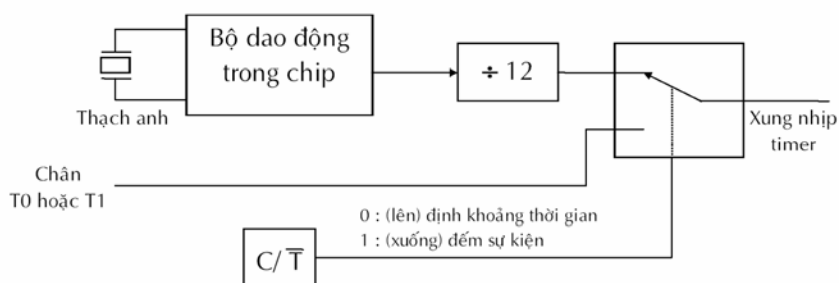 Bộ dao động
trong chip
÷ 12
Thạch anh
Xung nhịp
timer
Chân
T0 hoặc T1
0 : (lên) định khoảng thời gian
1 : (xuống) đếm sự kiện
C/T̅